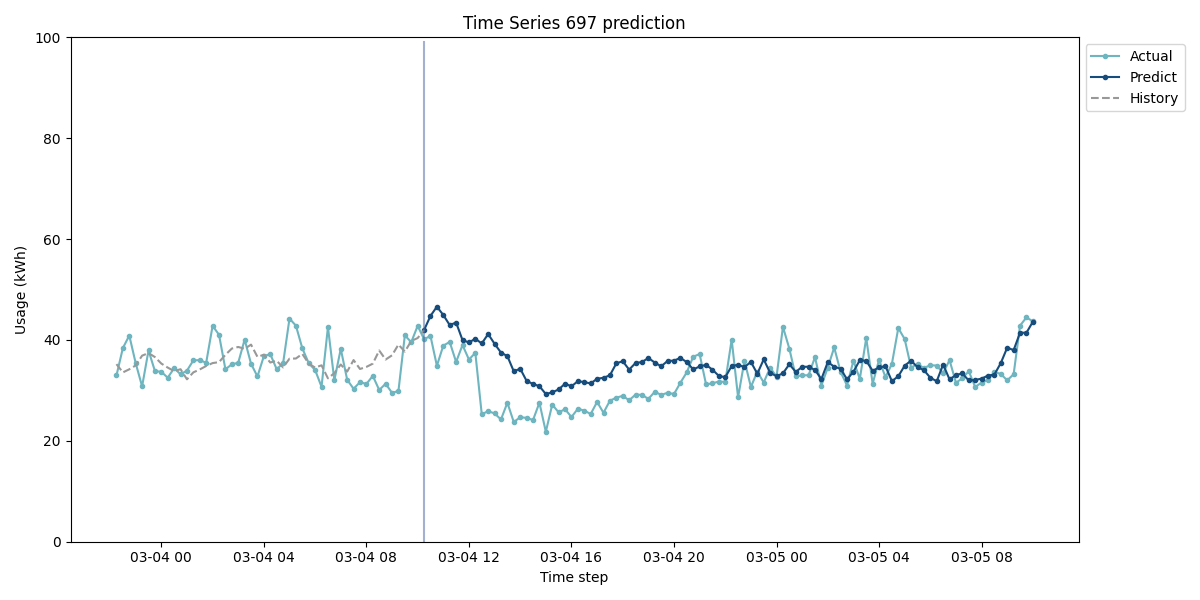 Time Series 697 prediction
Usage (kWh)
100
80
60
40
20
0
03-04 00
03-04 04
03-04 08
03-04 12
03-04 16
03-04 20
03-05 00
03-05 04
03-05 08
Time step
Actual
Predict
History